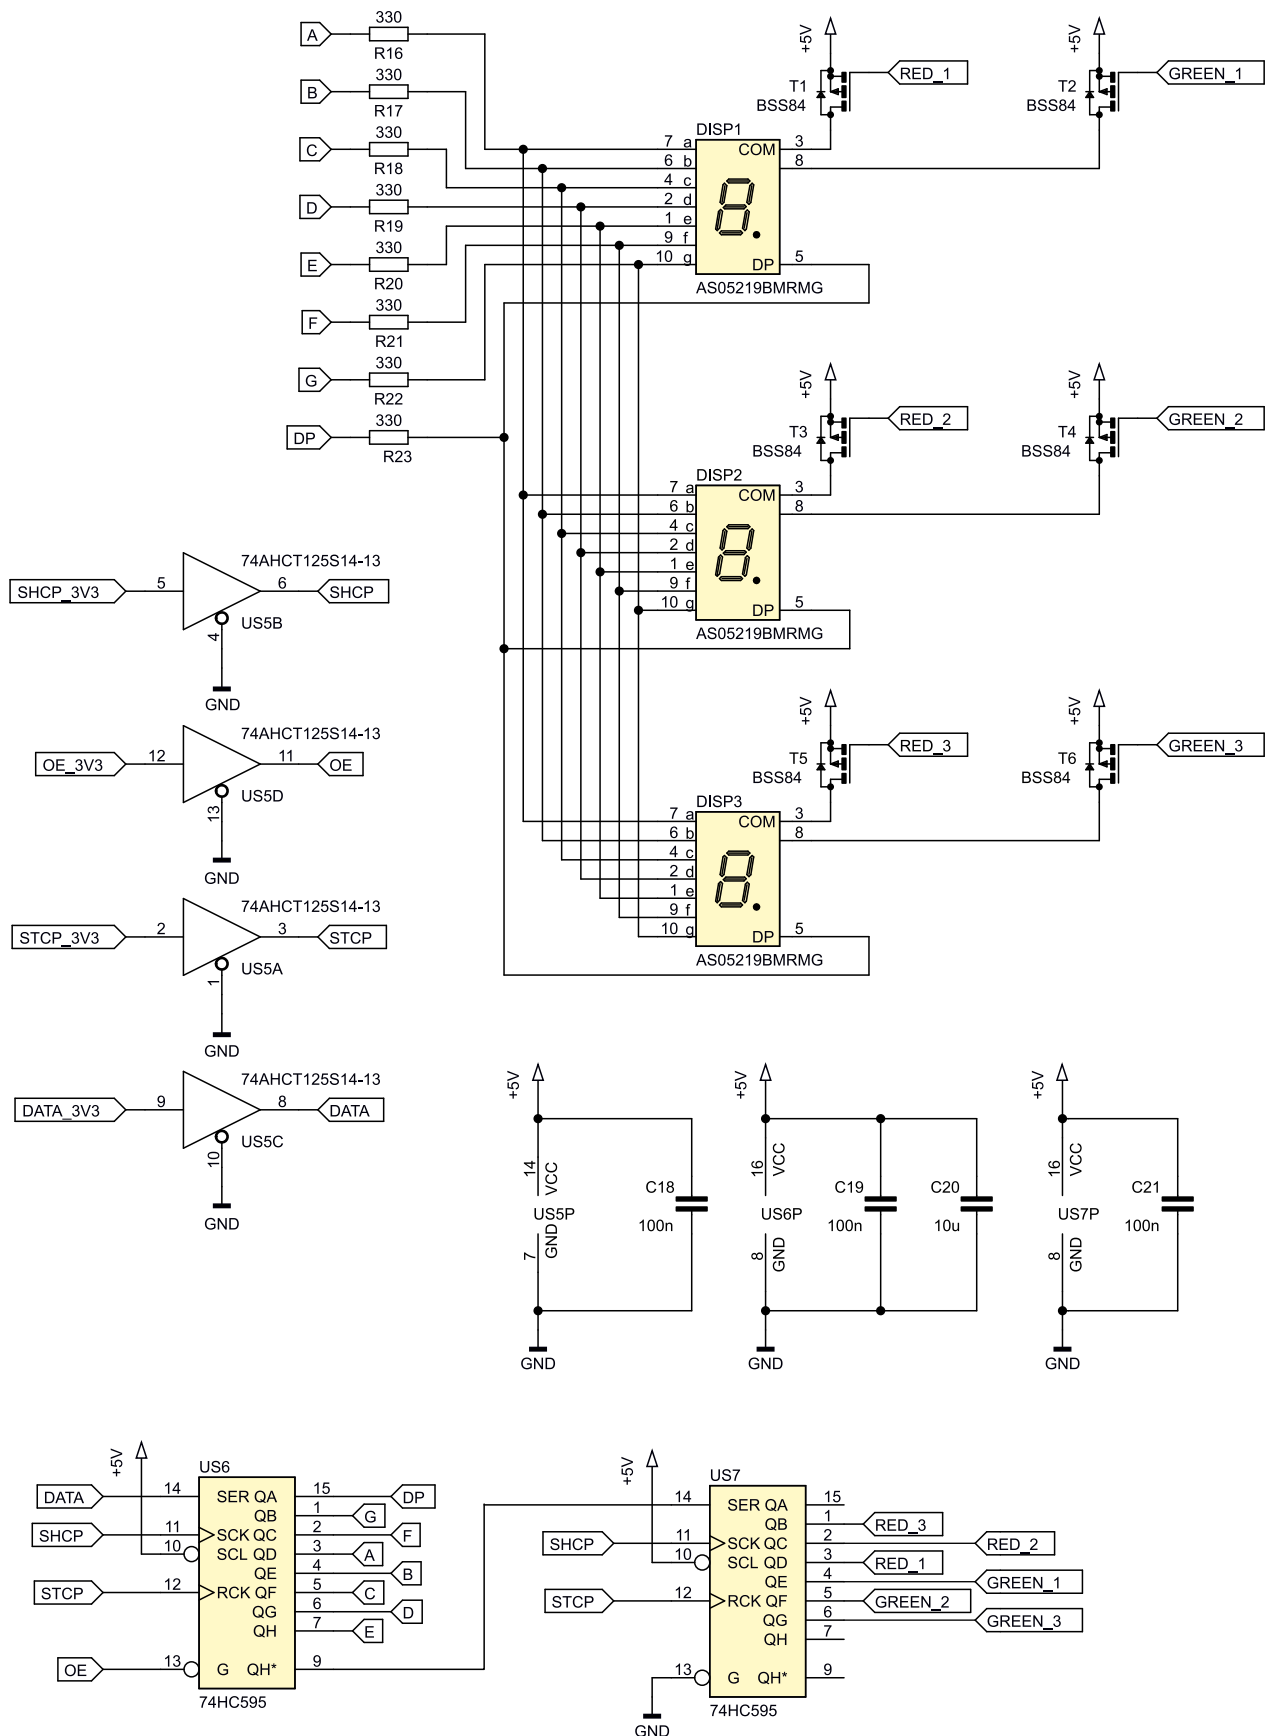 A
330
R16
B
330
R17
C
330
R18
D
330
R19
E
330
R20
F
330
R21
G
330
R22
DP
330
R23
DISP1
7 a
6 b
4 c
2 d
1 e
9 f
10 g
COM 3
8
DP 5
AS05219BMRMG
+5V
T1
BSS84
RED_1
+5V
T2
BSS84
GREEN_1
DISP2
7 a
6 b
4 c
2 d
1 e
9 f
10 g
COM 3
8
DP 5
AS05219BMRMG
+5V
T3
BSS84
RED_2
+5V
T4
BSS84
GREEN_2
DISP3
7 a
6 b
4 c
2 d
1 e
9 f
10 g
COM 3
8
DP 5
AS05219BMRMG
+5V
T5
BSS84
RED_3
+5V
T6
BSS84
GREEN_3
74AHCT125S14-13
SHCP_3V3 5 6 SHCP
4 US5B
GND
74AHCT125S14-13
OE_3V3 12 11 OE
13 US5D
GND
74AHCT125S14-13
STCP_3V3 2 3 STCP
1 US5A
GND
74AHCT125S14-13
DATA_3V3 9 8 DATA
10 US5C
GND
+5V
14 VCC
US5P
7 GND
C18
100n
GND
+5V
16 VCC
US6P
8 GND
C19
100n
C20
10u
GND
+5V
16 VCC
US7P
8 GND
C21
100n
GND
+5V
US6
DATA 14 SER QA 15 DP
QB 1 G
SHCP 11 SCK QC 2 F
10 SCL QD 3 A
QE 4 B
STCP 12 RCK QF 5 C
QG 6 D
QH 7 E
OE 13 G QH* 9
74HC595
+5V
US7
14 SER QA 15
QB 1 RED_3
SHCP 11 SCK QC 2 RED_2
10 SCL QD 3 RED_1
QE 4 GREEN_1
STCP 12 RCK QF 5 GREEN_2
QG 6 GREEN_3
QH 7
13 G QH* 9
74HC595
GND